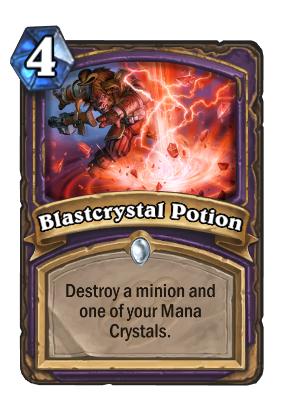 4
Blastcrystal Potion
Destroy a minion and
one of your Mana
Crystals.